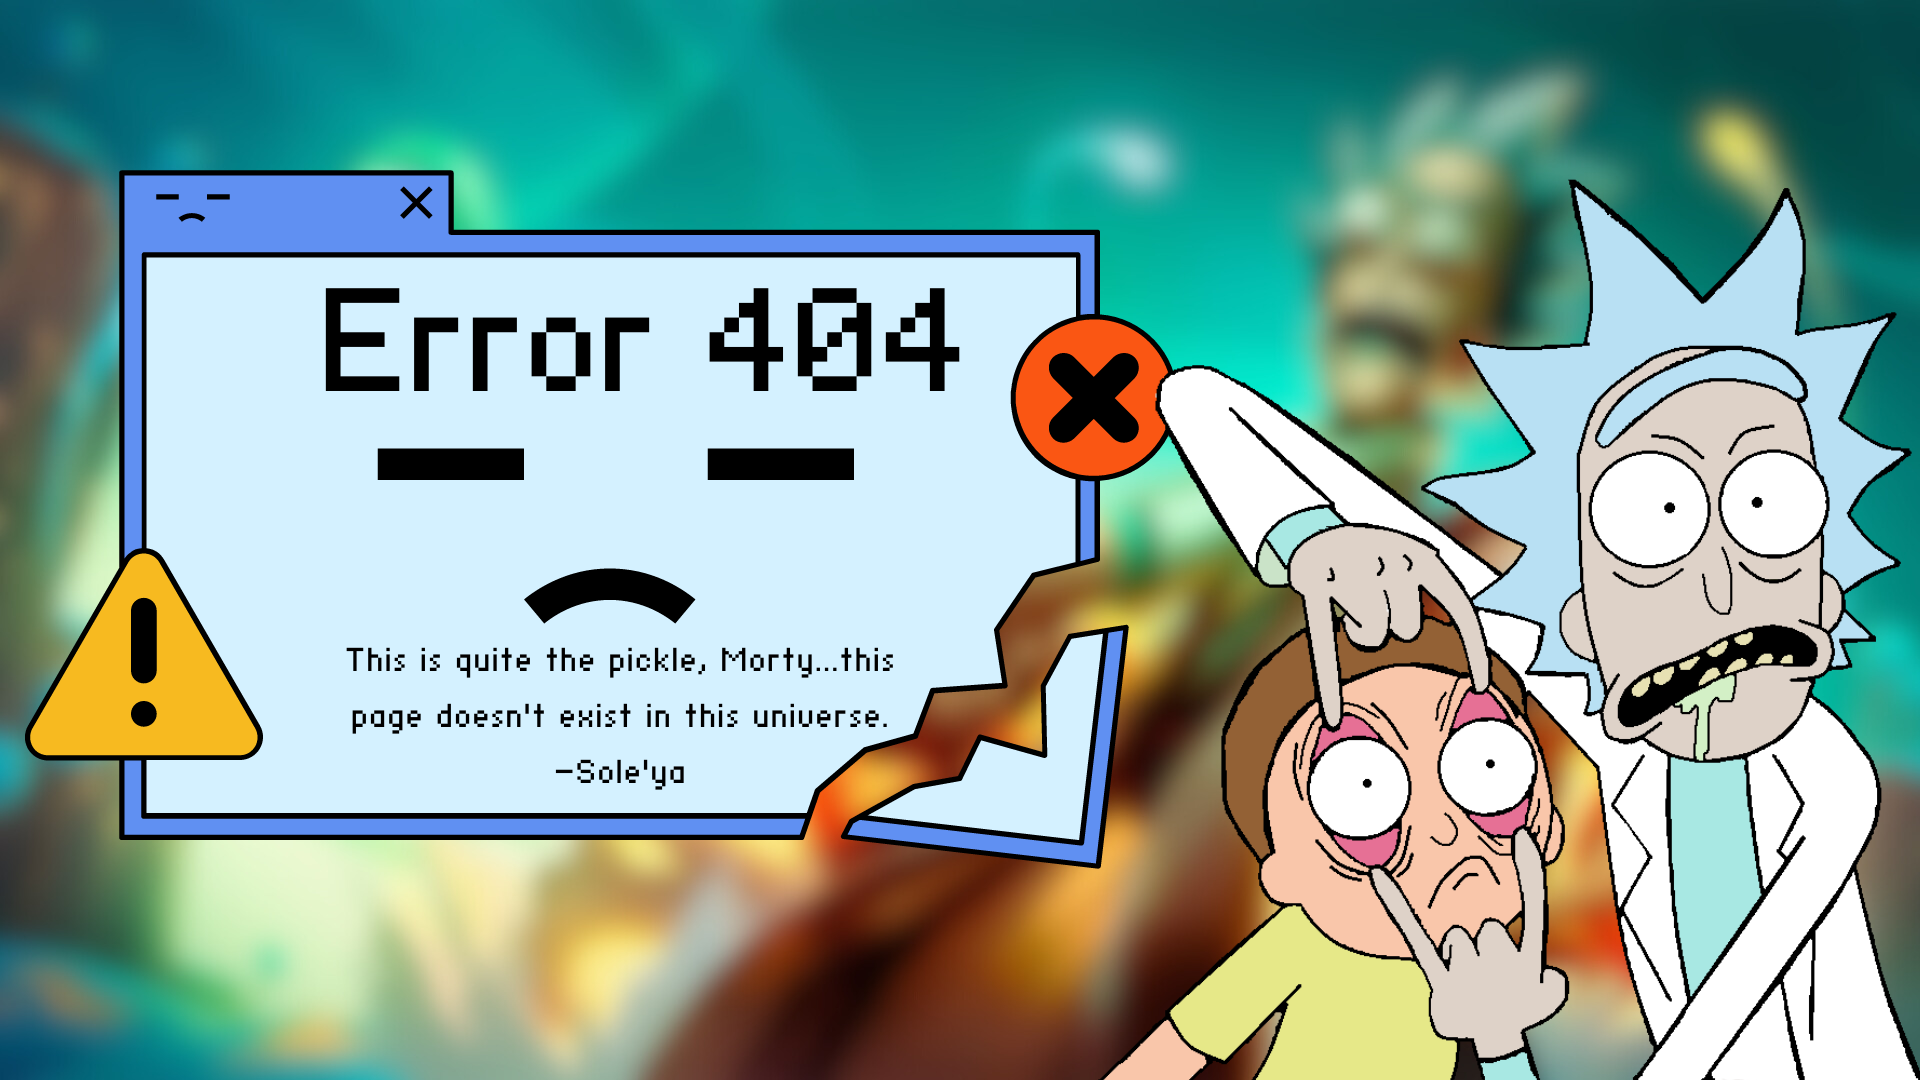 Error 404
This is quite the pickle, Morty...this
page doesn't exist in this universe.
-Sole'ya